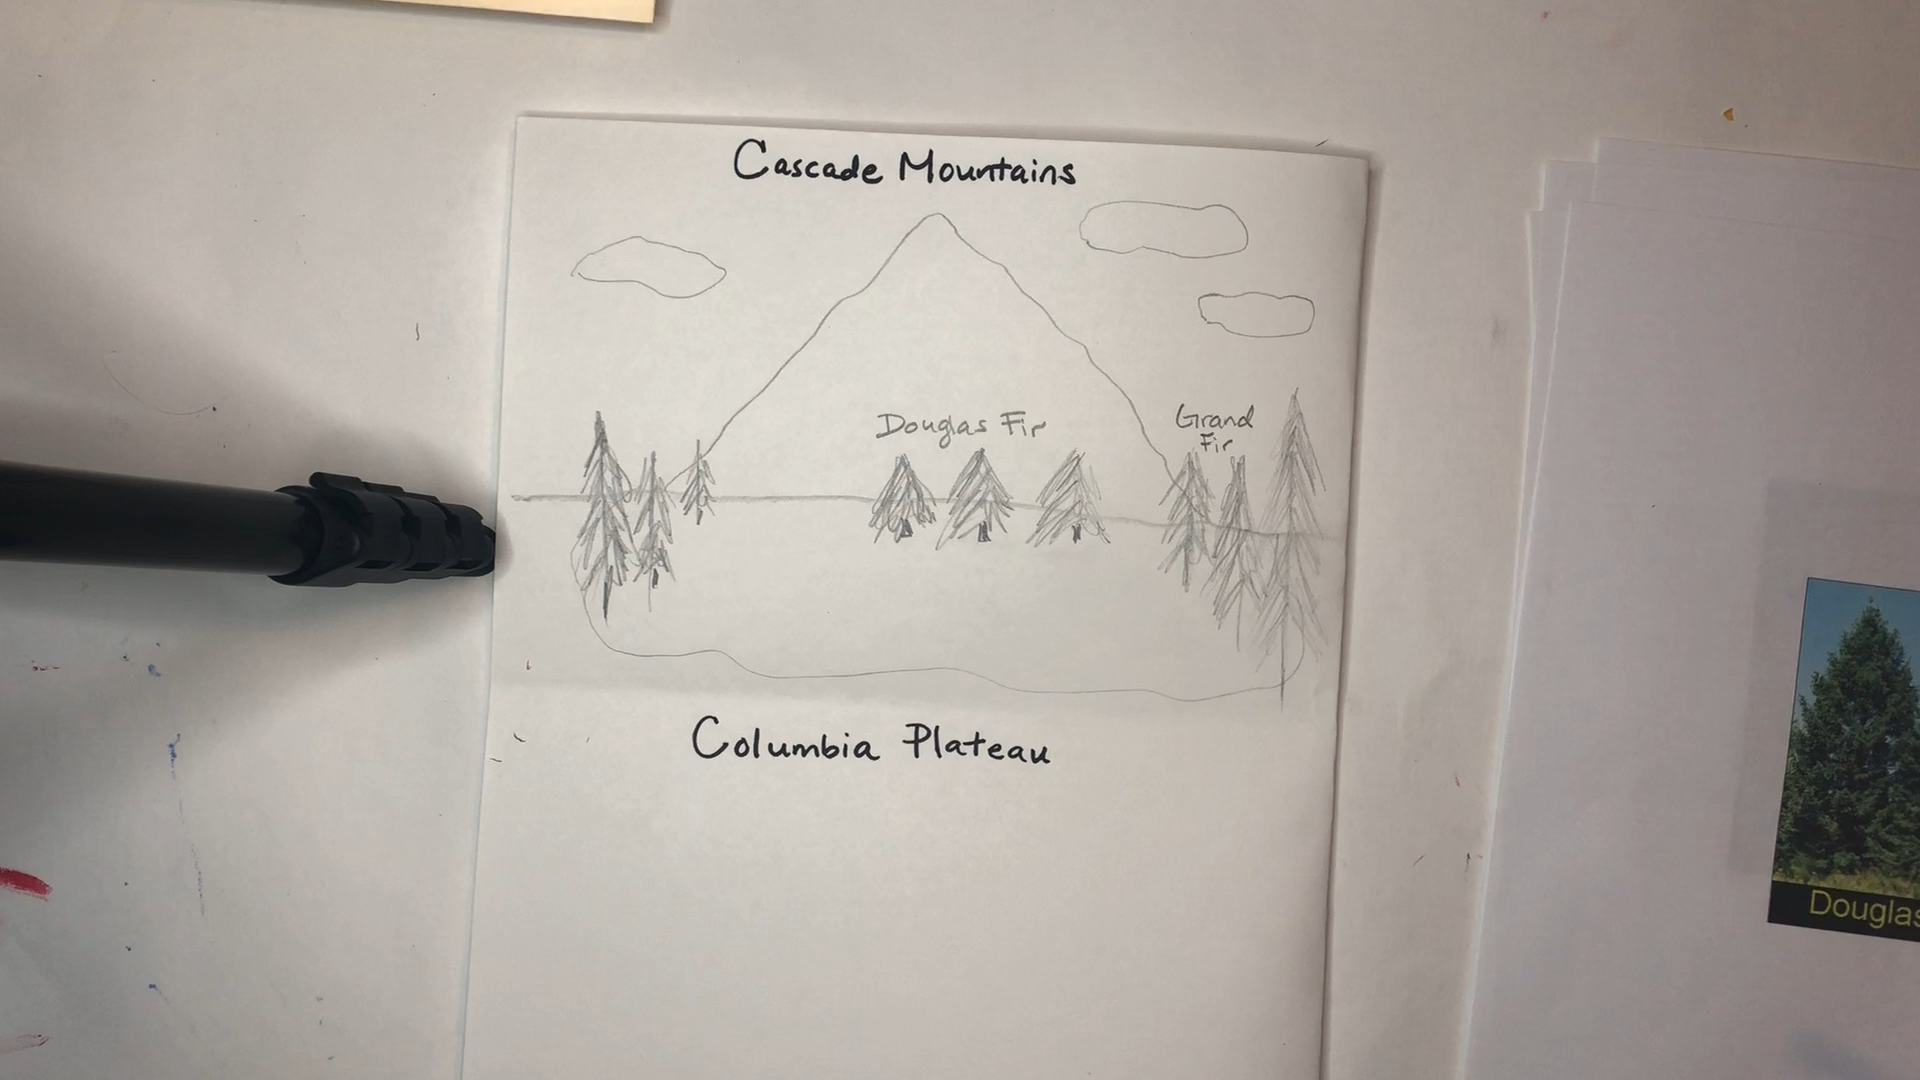 Cascade Mountains
Douglas Fir
Grand
Fir
Columbia Plateau
Douglas